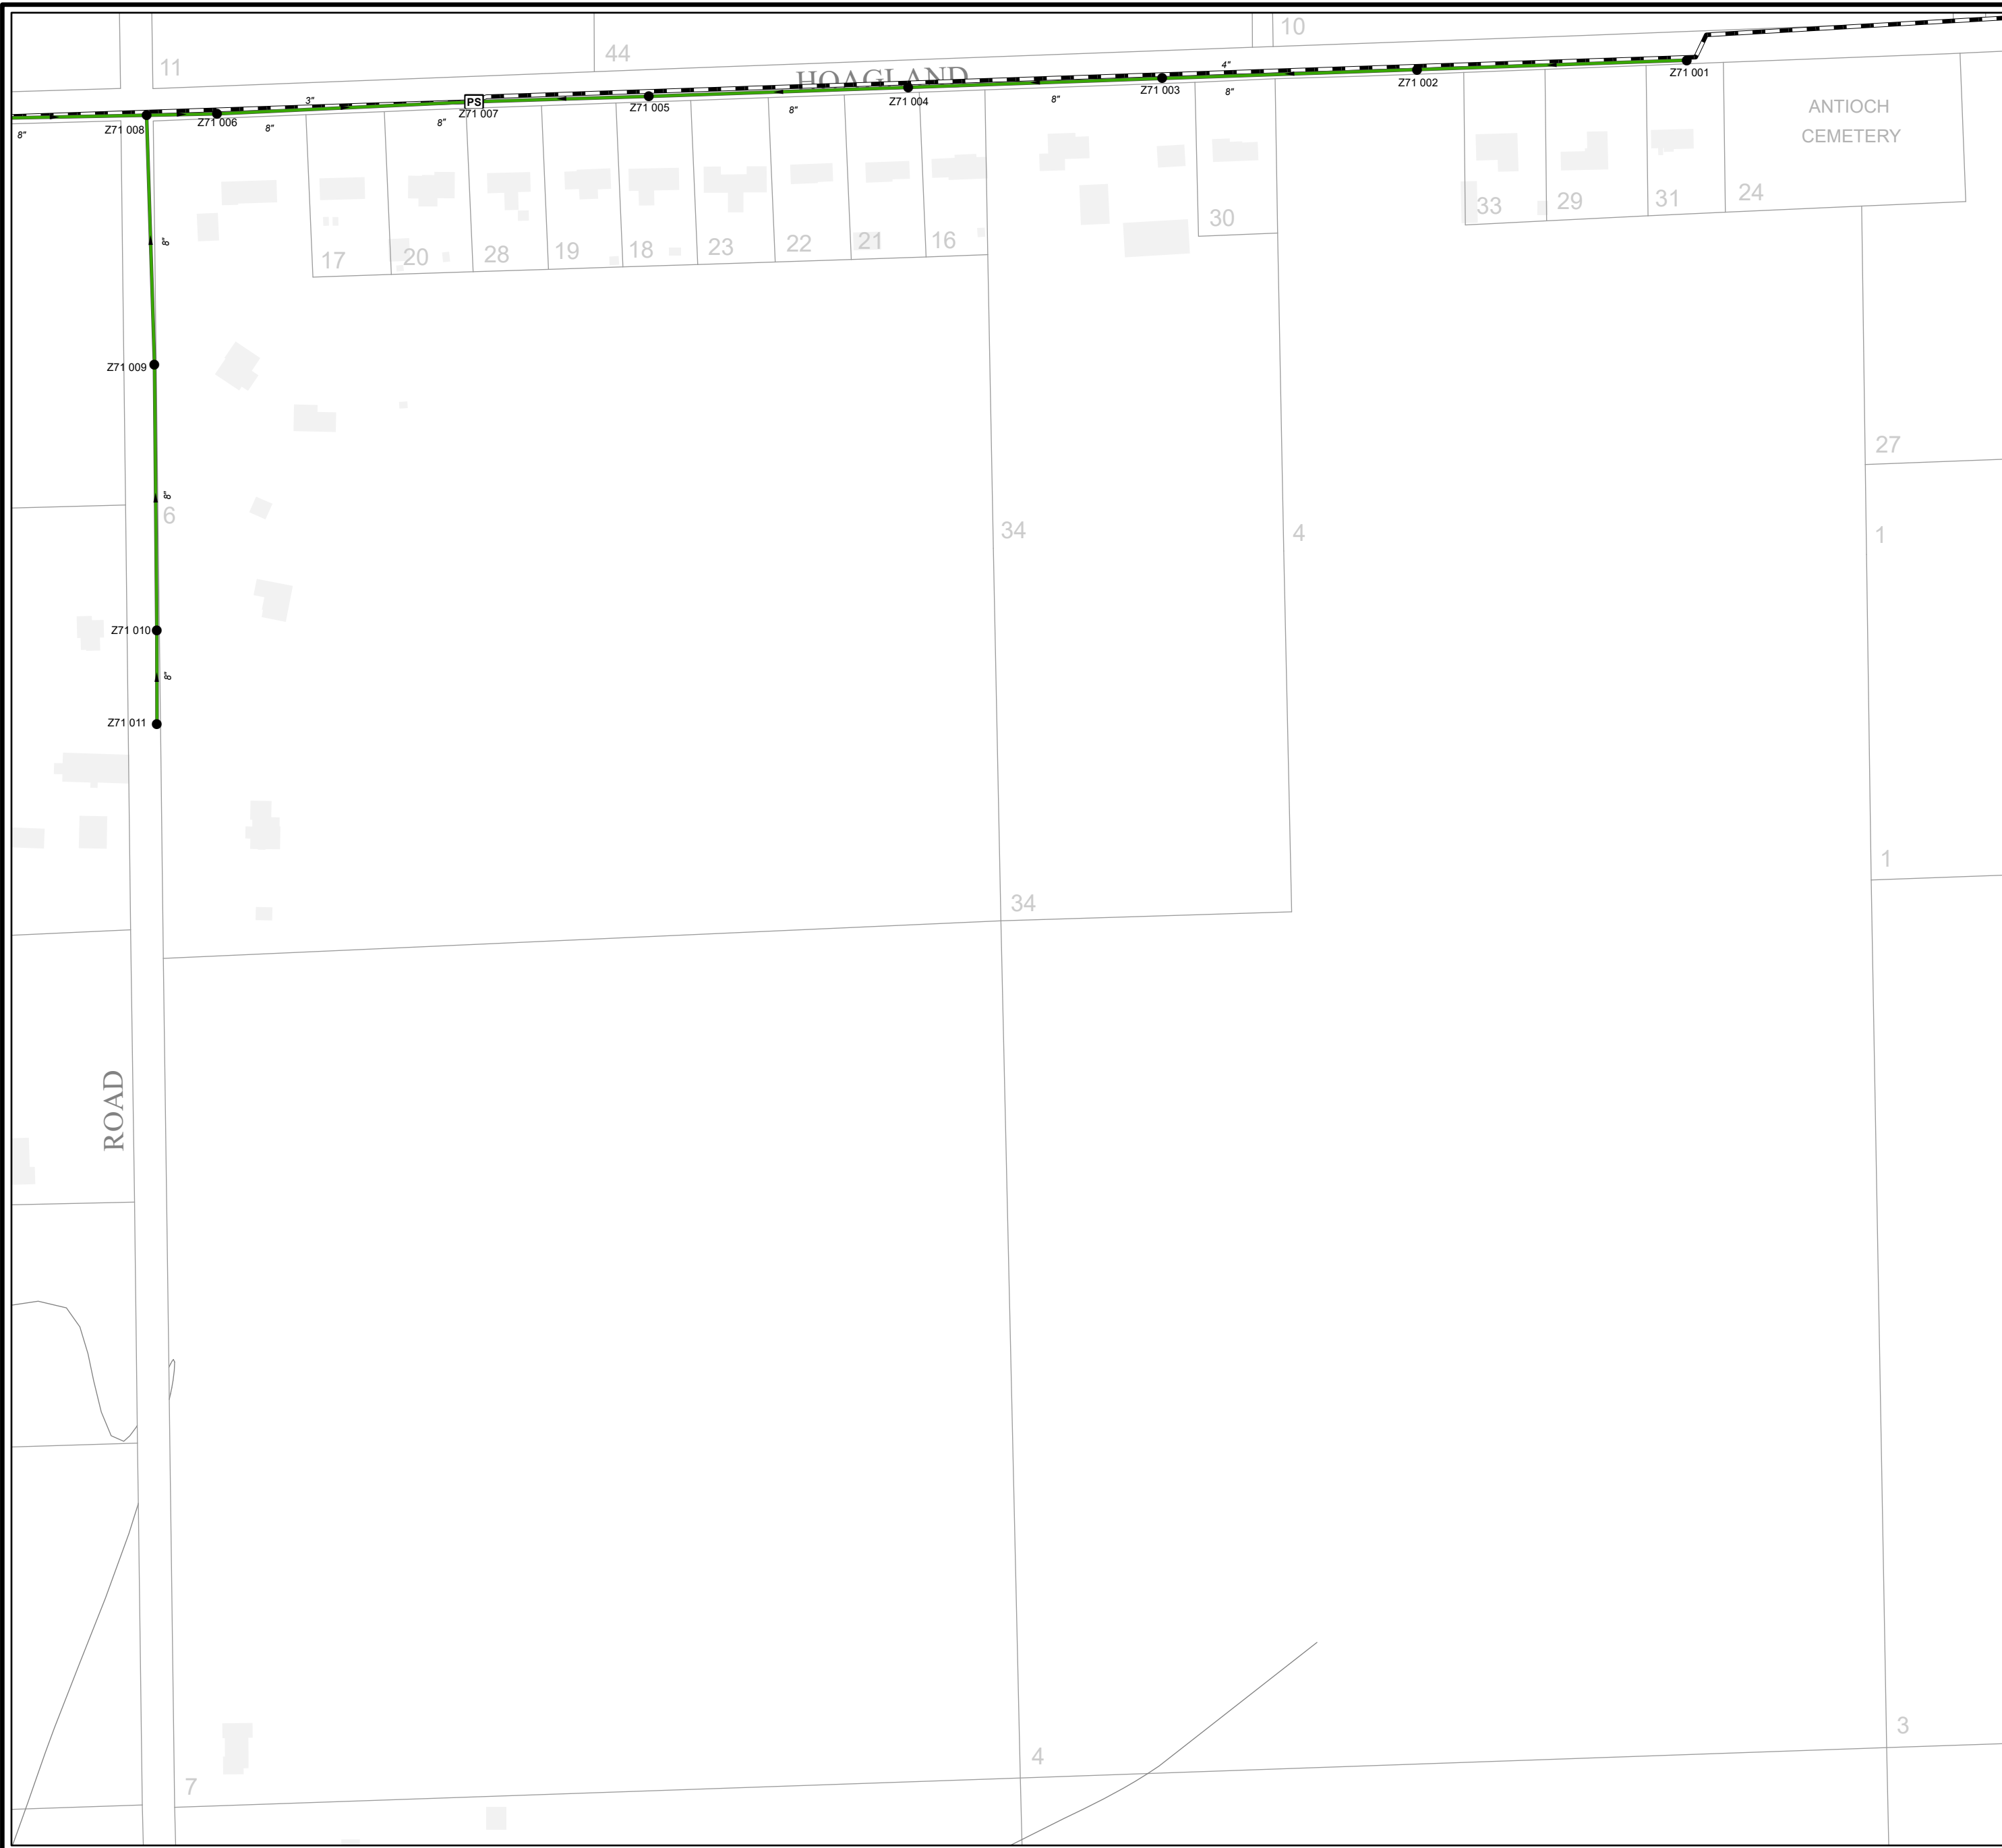 10
44
11
HOAGLAND
4"
Z71 001
Z71 002
Z71 003
8"
Z71 004
8"
8"
Z71 005
PS
Z71 007
8"
3"
8"
Z71 006
Z71 008
8"
ANTIOCH
CEMETERY
24
31
29
33
30
16
21
22
23
18
19
28
20
17
8"
Z71 009
27
8"
6
34
4
1
Z71 010
8"
Z71 011
1
34
ROAD
3
4
7